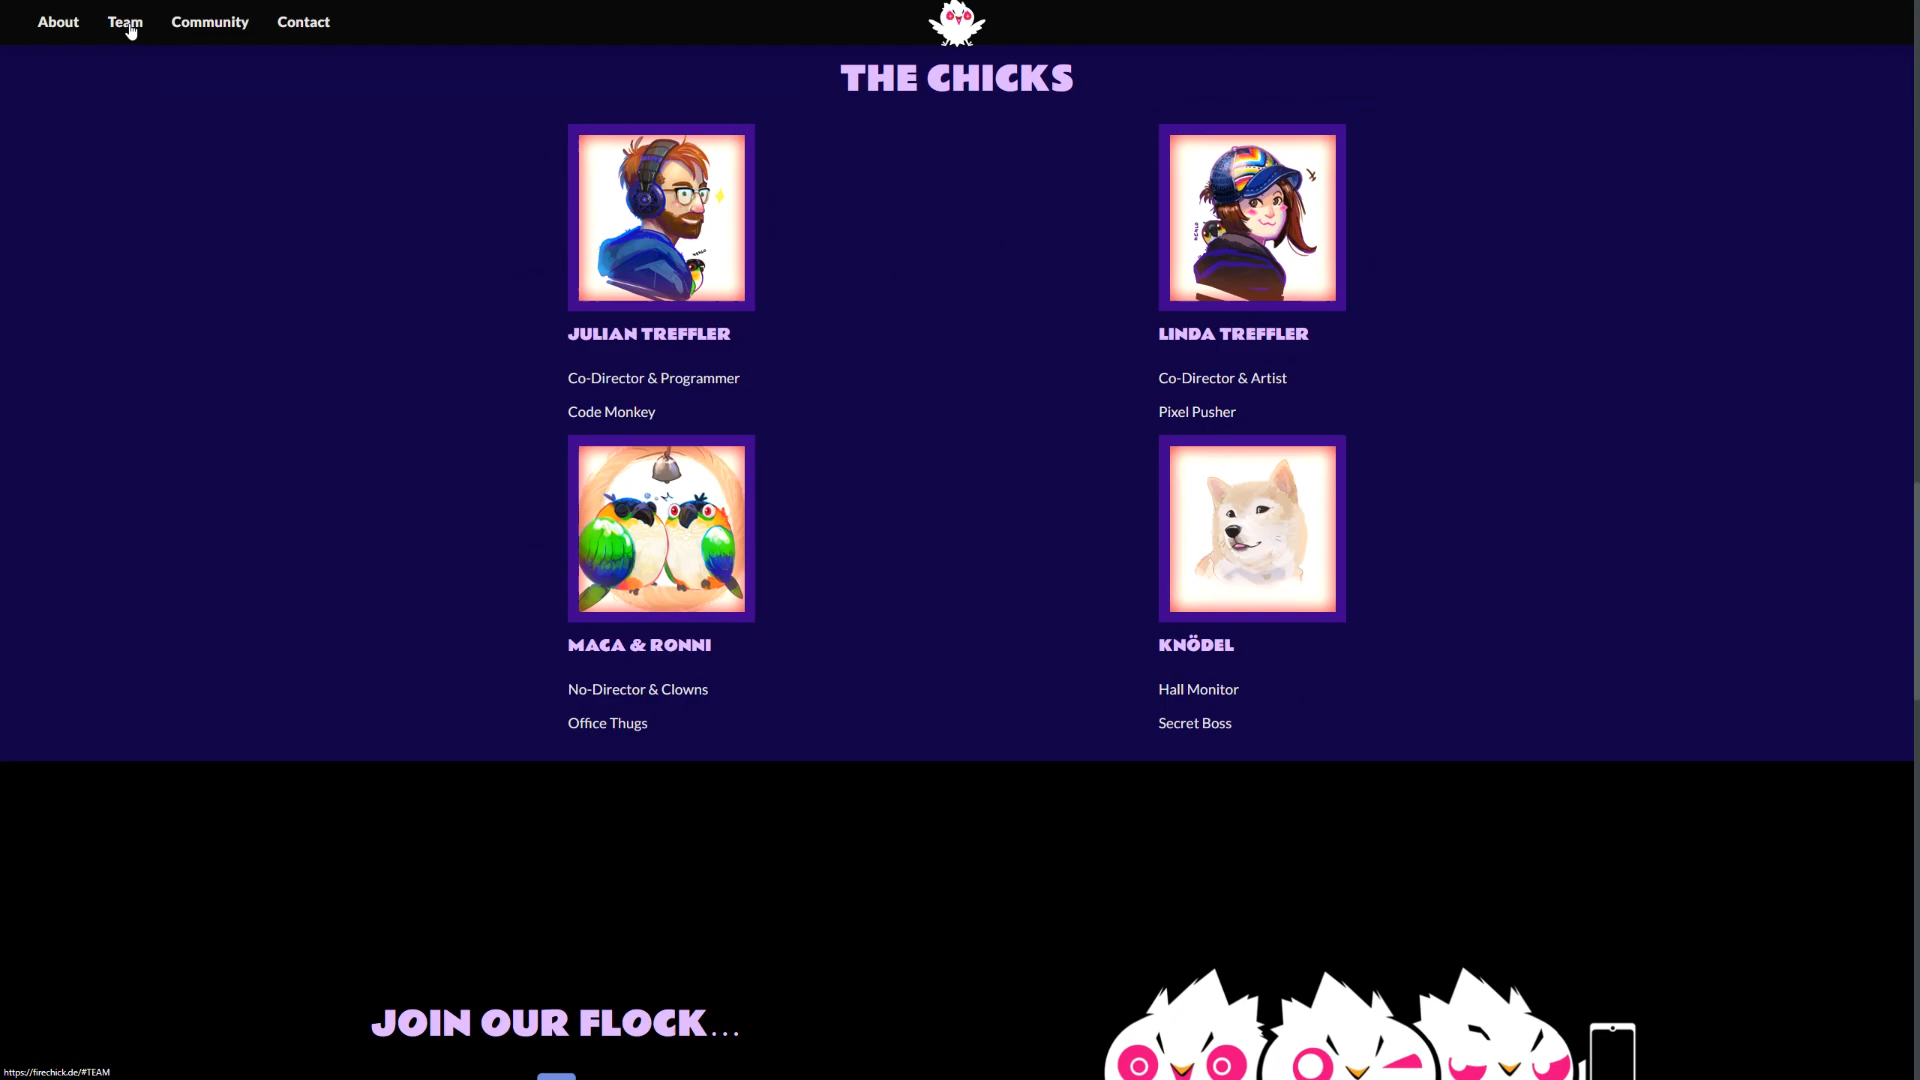 About Team Community Contact
THE CHICKS
JULIAN TREFFLER
Co-Director & Programmer
Code Monkey
LINDA TREFFLER
Co-Director & Artist
Pixel Pusher
MACA & RONNI
No-Director & Clowns
Office Thugs
KNÖDEL
Hall Monitor
Secret Boss
JOIN OUR FLOCK...
https://firechick.de/#TEAM